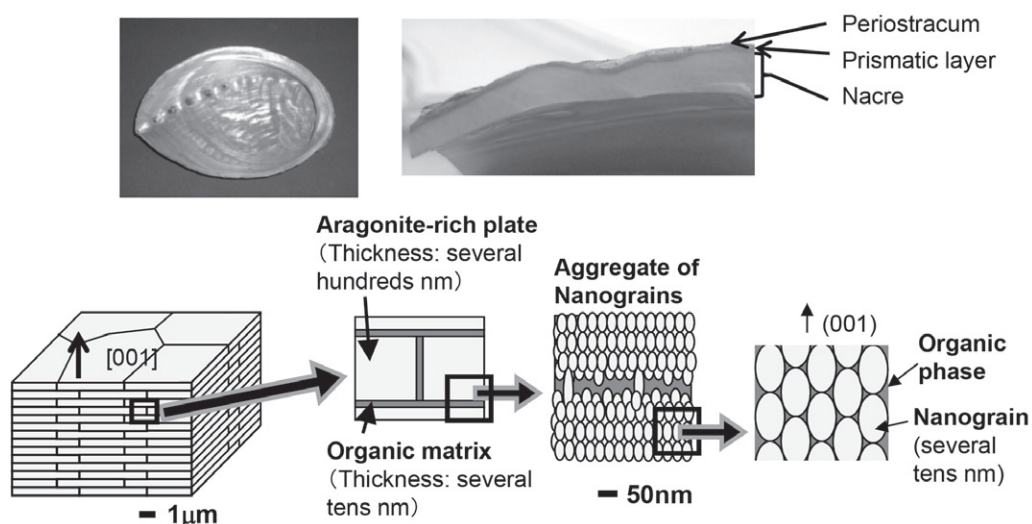 Periostracum
Prismatic layer
Nacre
Aragonite-rich plate
(Thickness: several
hundreds nm)
Aggregate of
Nanograins
[001]
(001)
Organic
phase
Nanograin
(several
tens nm)
Organic matrix
(Thickness: several
tens nm)
1μm
50nm